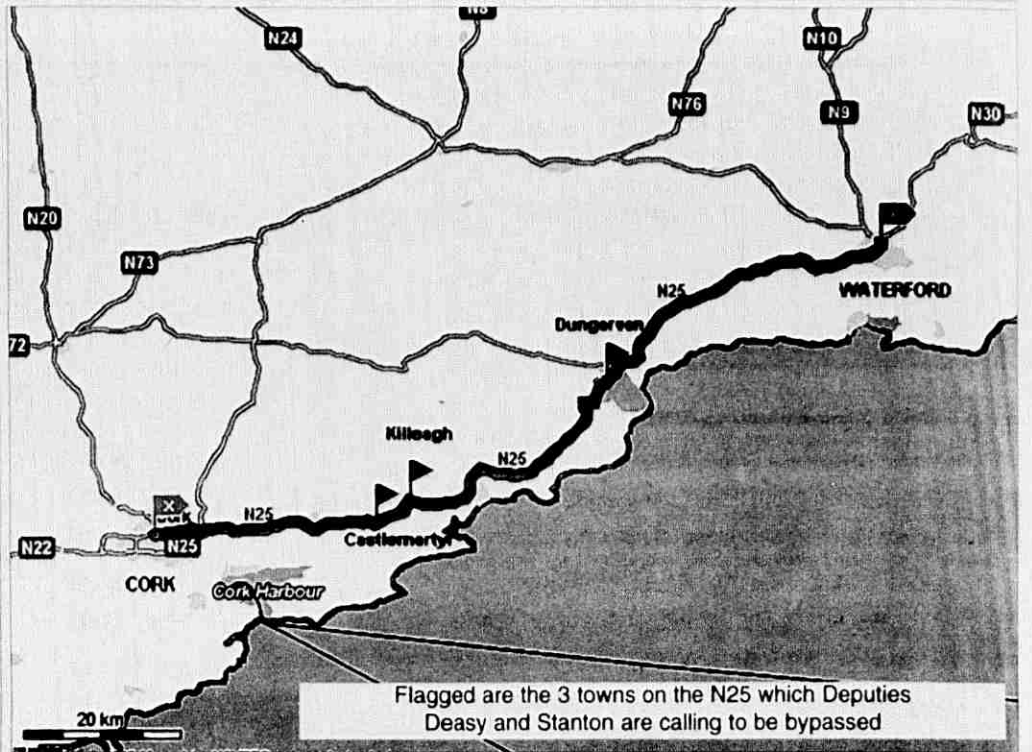 N8
N24
N10
N76
N9
N30
N20
N73
N25
WATERFORD
Dungarvan
72
Killeagh
N25
N25
Castlemartyr
X
N22
N25
CORK
Cork Harbour
Flagged are the 3 towns on the N25 which Deputies
Deasy and Stanton are calling to be bypassed
20 km